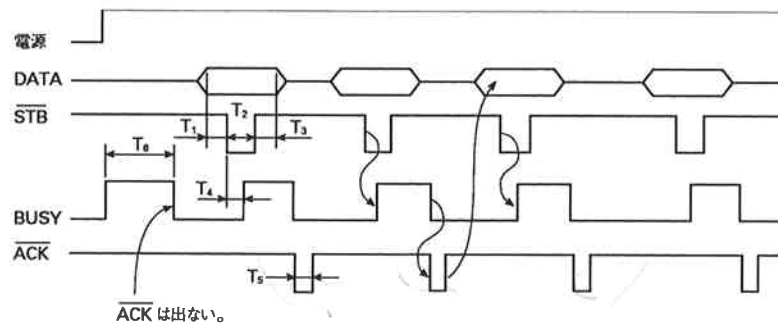 電源
DATA
STB
T₁ T₂ T₃
T₆
T₄
BUSY
ACK
T₅
ACK は出ない。